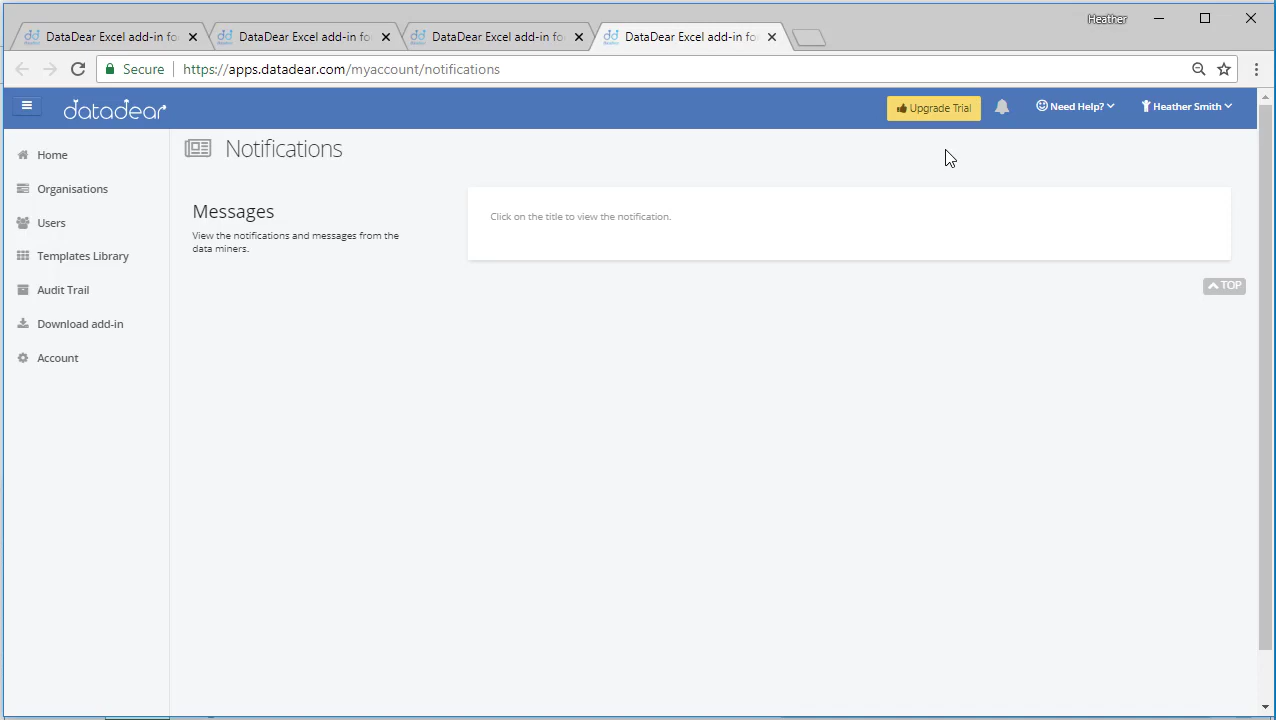 Heather
DataDear Excel add-in fo
DataDear Excel add-in fo
DataDear Excel add-in fo
DataDear Excel add-in fo
Secure
https://apps.datadear.com/myaccount/notifications
datadear
Upgrade Trial
Need Help?
Heather Smith
Home
Organisations
Users
Templates Library
Audit Trail
Download add-in
Account
Notifications
Messages
View the notifications and messages from the
data miners.
Click on the title to view the notification.
TOP